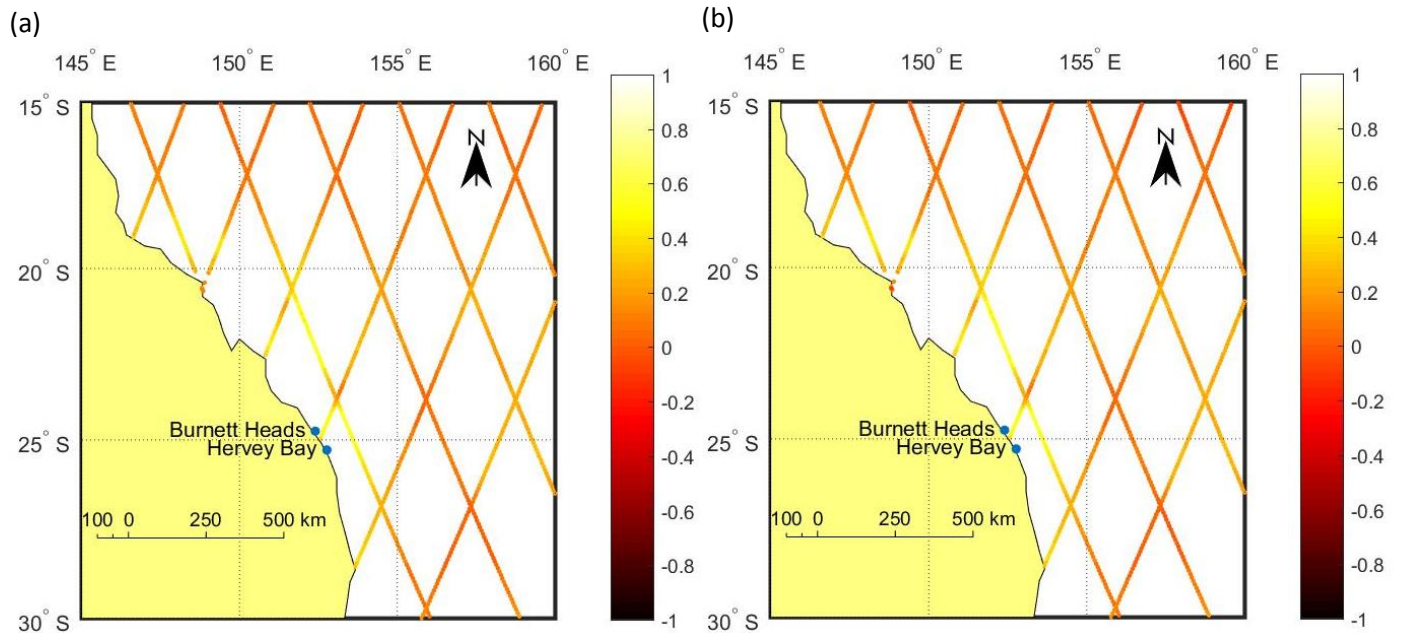 (a)
145° E 150° E 155° E 160° E
15° S
20° S
25° S
30° S
N
Burnett Heads
Hervey Bay
100 0 250 500 km
1
0.8
0.6
0.4
0.2
0
-0.2
-0.4
-0.6
-0.8
-1
(b)
145° E 150° E 155° E 160° E
15° S
20° S
25° S
30° S
N
Burnett Heads
Hervey Bay
100 0 250 500 km
1
0.8
0.6
0.4
0.2
0
-0.2
-0.4
-0.6
-0.8
-1